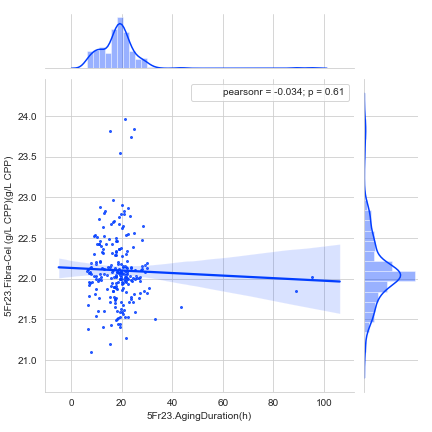 pearsonr = -0.034; p = 0.61
24.0
23.5
23.0
22.5
22.0
21.5
21.0
5Fr23.Fibra-Cel (g/L CPP)(g/L CPP)
0 20 40 60 80 100
5Fr23.AgingDuration(h)